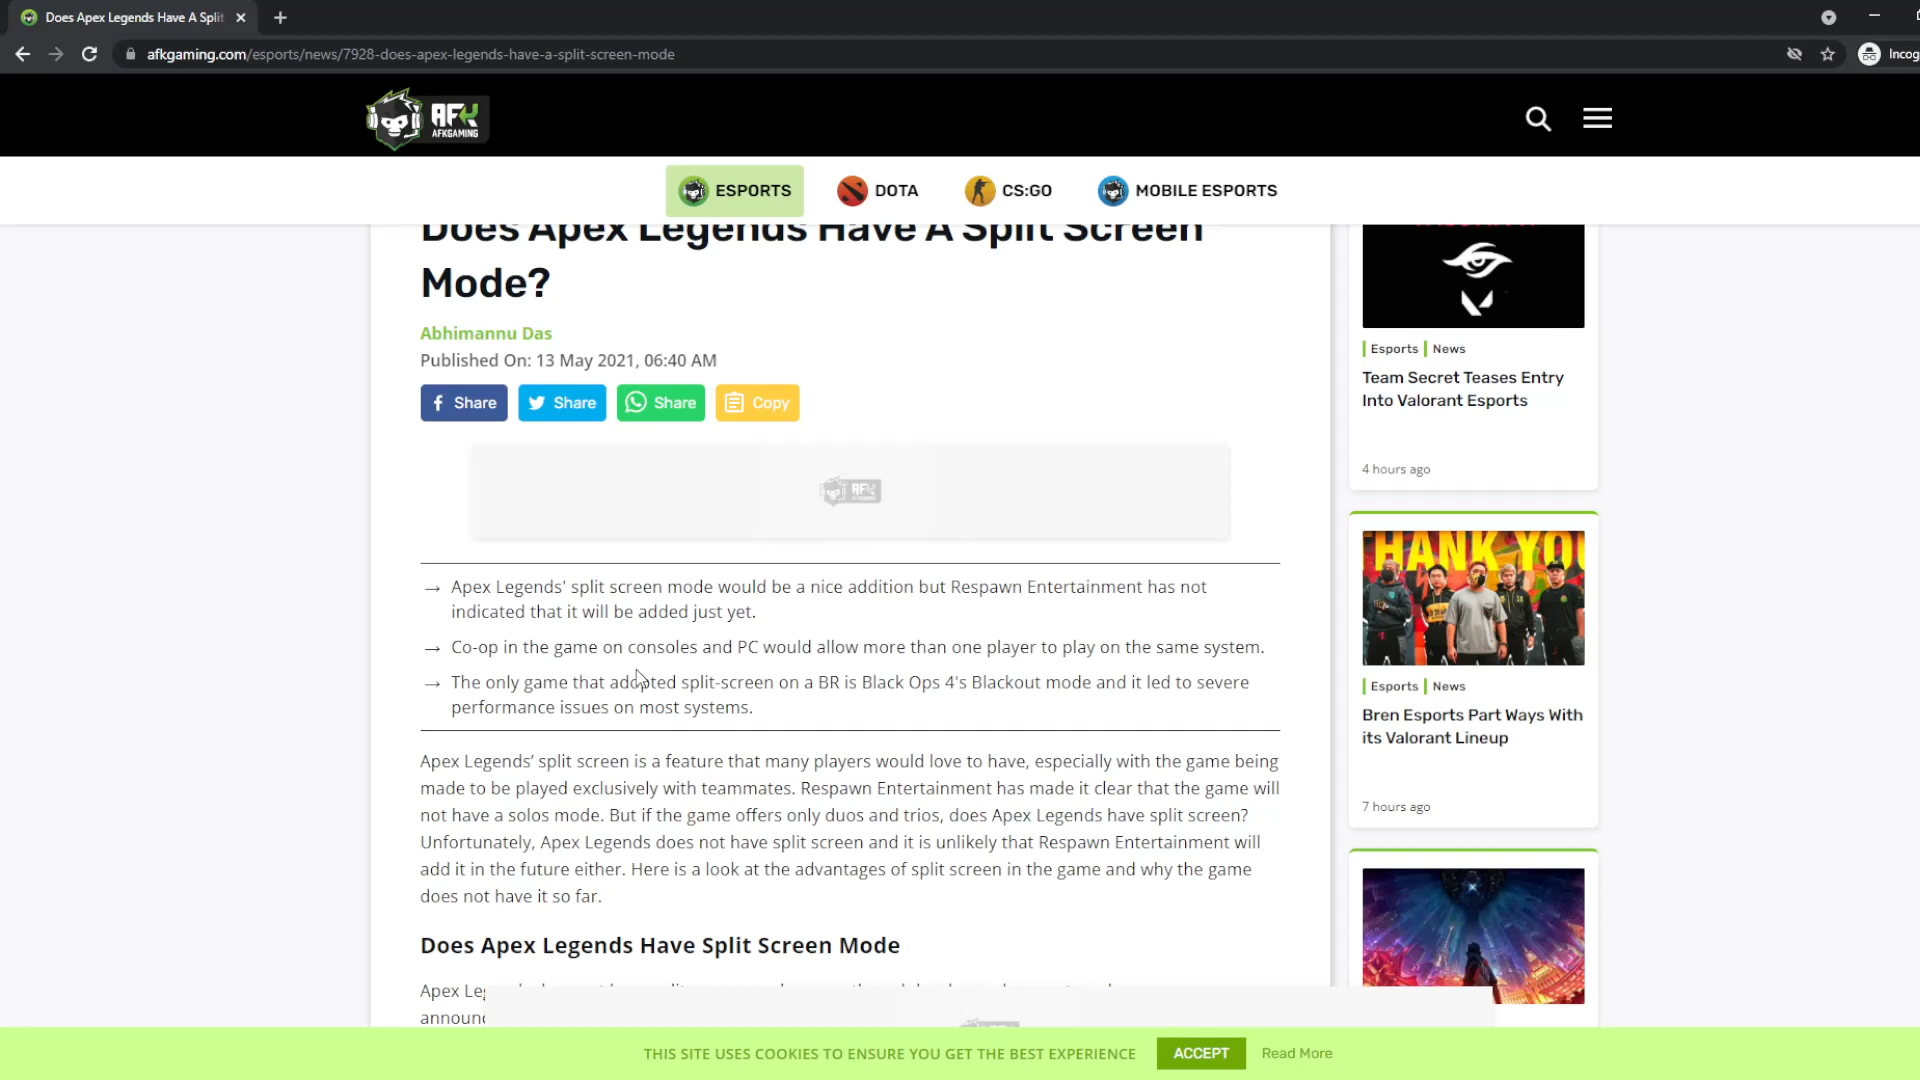 Does Apex Legends Have A Split
afkgaming.com/esports/news/7928-does-apex-legends-have-a-split-screen-mode
Incog
AFK
AFKGAMING
ESPORTS
DOTA
CS:GO
MOBILE ESPORTS
Does Apex Legends Have A Split Screen
Mode?
Abhimannu Das
Published On: 13 May 2021, 06:40 AM
Share
Share
Share
Copy
AFK
→ Apex Legends' split screen mode would be a nice addition but Respawn Entertainment has not
indicated that it will be added just yet.
→ Co-op in the game on consoles and PC would allow more than one player to play on the same system.
→ The only game that adopted split-screen on a BR is Black Ops 4's Blackout mode and it led to severe
performance issues on most systems.
Apex Legends’ split screen is a feature that many players would love to have, especially with the game being
made to be played exclusively with teammates. Respawn Entertainment has made it clear that the game will
not have a solos mode. But if the game offers only duos and trios, does Apex Legends have split screen?
Unfortunately, Apex Legends does not have split screen and it is unlikely that Respawn Entertainment will
add it in the future either. Here is a look at the advantages of split screen in the game and why the game
does not have it so far.
Does Apex Legends Have Split Screen Mode
Apex Le
announ
Esports News
Team Secret Teases Entry
Into Valorant Esports
4 hours ago
HANK YOU
Esports News
Bren Esports Part Ways With
its Valorant Lineup
7 hours ago
THIS SITE USES COOKIES TO ENSURE YOU GET THE BEST EXPERIENCE
ACCEPT
Read More